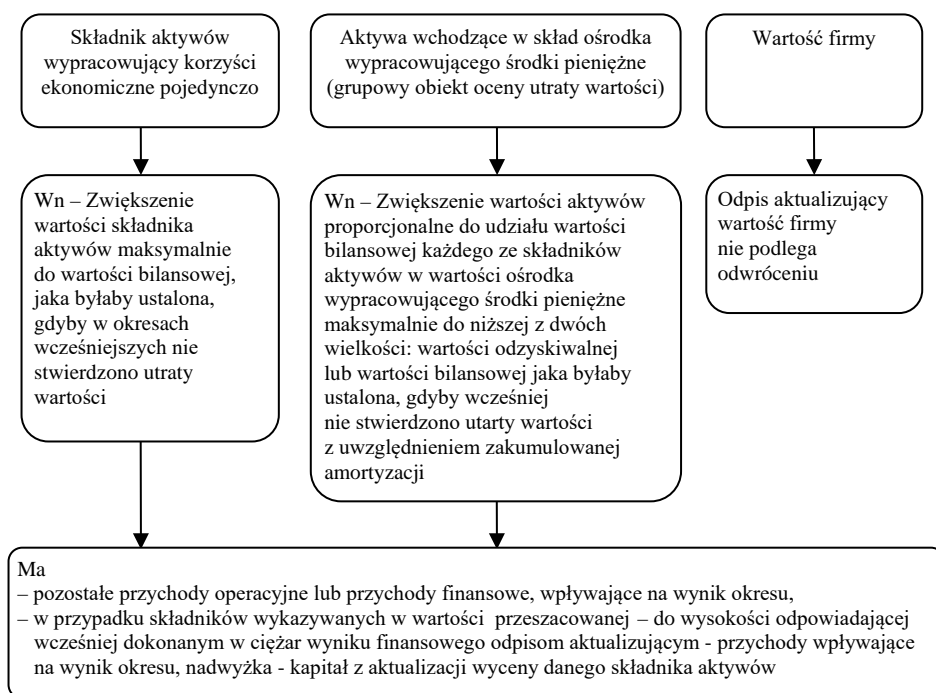 Składnik aktywów
wypracowujący korzyści
ekonomiczne pojedynczo
Aktywa wchodzące w skład ośrodka
wypracowującego środki pieniężne
(grupowy obiekt oceny utraty wartości)
Wartość firmy
Wn – Zwiększenie
wartości składnika
aktywów maksymalnie
do wartości bilansowej,
jaka byłaby ustalona,
gdyby w okresach
wcześniejszych nie
stwierdzono utraty
wartości
Wn – Zwiększenie wartości aktywów
proporcjonalne do udziału wartości
bilansowej każdego ze składników
aktywów w wartości ośrodka
wypracowującego środki pieniężne
maksymalnie do niższej z dwóch
wielkości: wartości odzyskiwalnej
lub wartości bilansowej jaka byłaby
ustalona, gdyby wcześniej
nie stwierdzono utarty wartości
z uwzględnieniem zakumulowanej
amortyzacji
Odpis aktualizujący
wartość firmy
nie podlega
odwróceniu
Ma
– pozostałe przychody operacyjne lub przychody finansowe, wpływające na wynik okresu,
– w przypadku składników wykazywanych w wartości przeszacowanej – do wysokości odpowiadającej
wcześniej dokonanym w ciężar wyniku finansowego odpisom aktualizującym - przychody wpływające
na wynik okresu, nadwyżka - kapitał z aktualizacji wyceny danego składnika aktywów